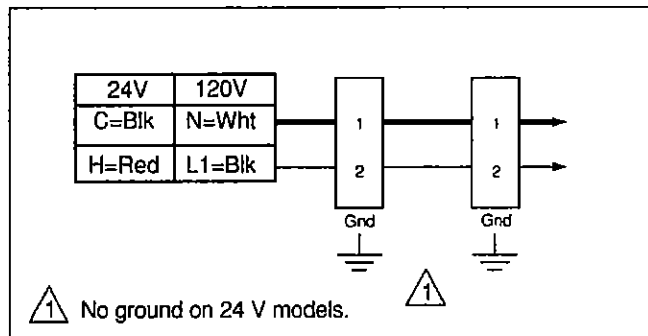 24V 120V
C=Blk N=Wht
H=Red L1=Blk
1 1
2 2
Gnd Gnd
1
1 No ground on 24 V models.